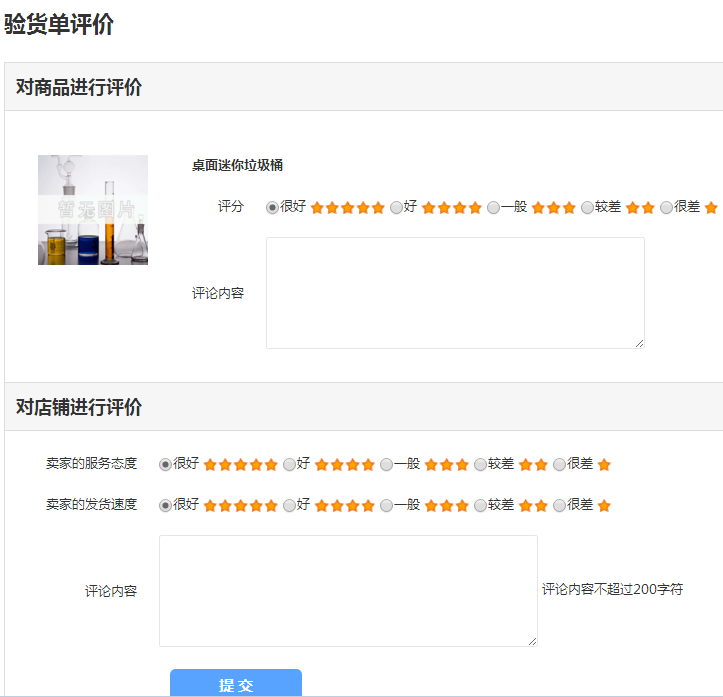 验货单评价
对商品进行评价
暂无图片
桌面迷你垃圾桶
评分 很好 好 一般 较差 很差
评论内容
对店铺进行评价
卖家的服务态度 很好 好 一般 较差 很差
卖家的发货速度 很好 好 一般 较差 很差
评论内容 评论内容不超过200字符
提 交